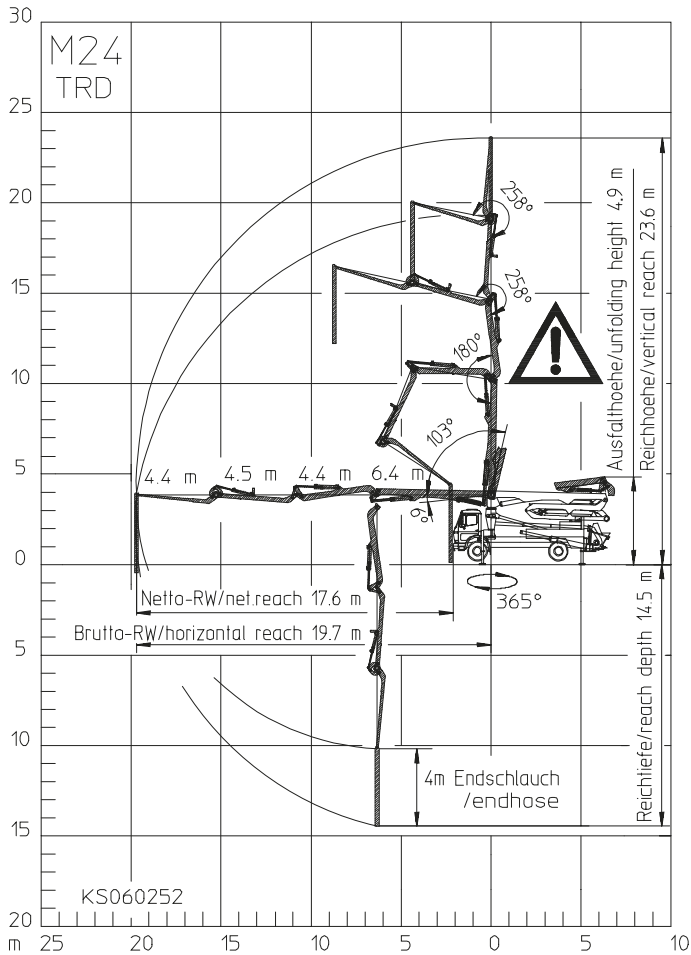 30
M24
TRD
25
20
15
10
5
0
5
10
15
20
m
258°
258°
180°
103°
6°
4.4 m
4.5 m
4.4 m
6.4 m
Ausfalthoehe/unfolding height 4.9 m
Reichhoehe/vertical reach 23.6 m
Netto-RW/net.reach 17.6 m
365°
Brutto-RW/horizontal reach 19.7 m
Reichtiefe/reach depth 14.5 m
4m Endschlauch
/endhose
KS060252
25
20
15
10
5
0
5
10